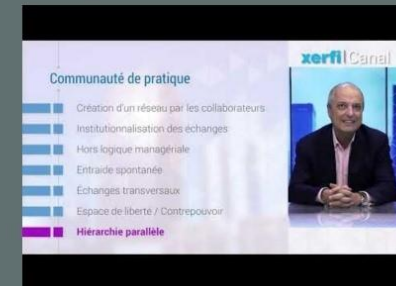 xerfi Canal
Communauté de pratique
Création d'un réseau par les collaborateurs
Institutionnalisation des échanges
Hors logique managériale
Entraide spontanée
Échanges transversaux
Espace de liberté / Contrepouvoir
Hiérarchie parallèle